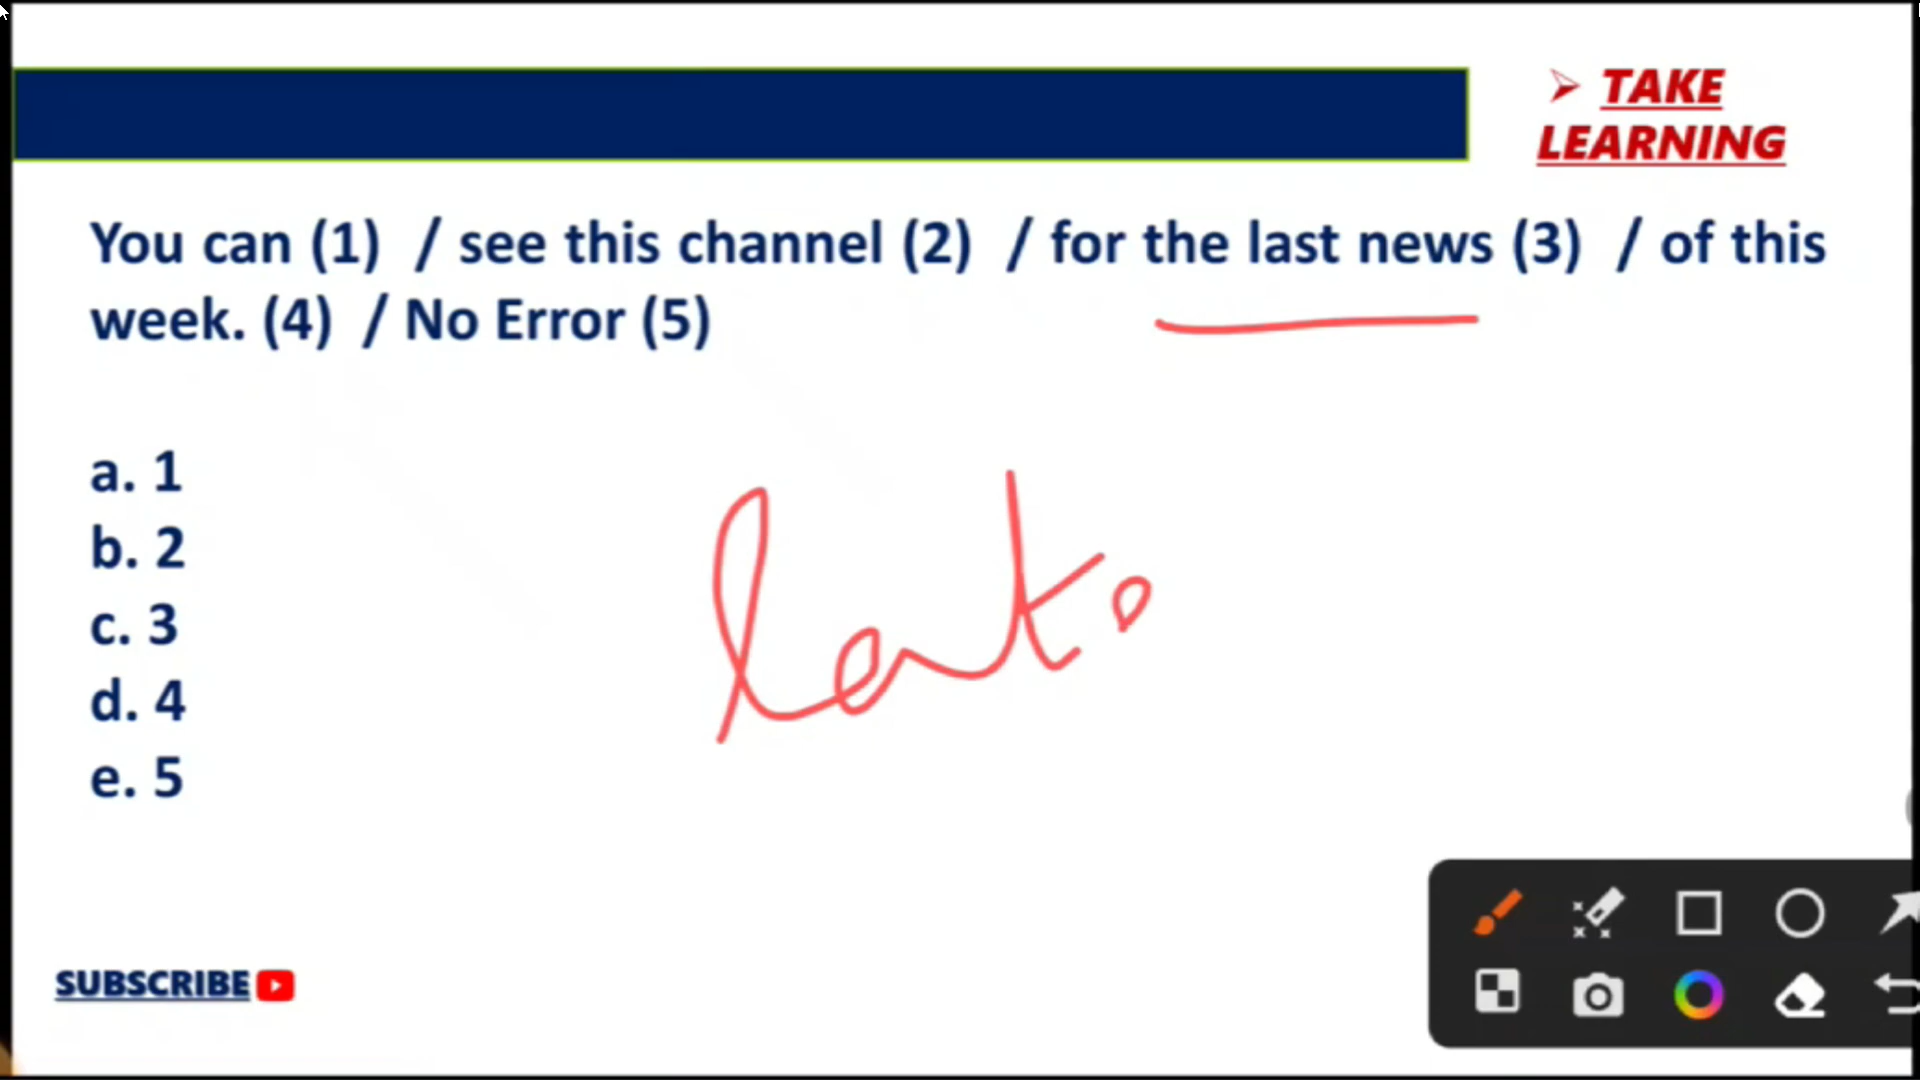 ➢ TAKE
LEARNING
You can (1) / see this channel (2) / for the last news (3) / of this
week. (4) / No Error (5)
a. 1
b. 2
c. 3
d. 4
e. 5
late
SUBSCRIBE